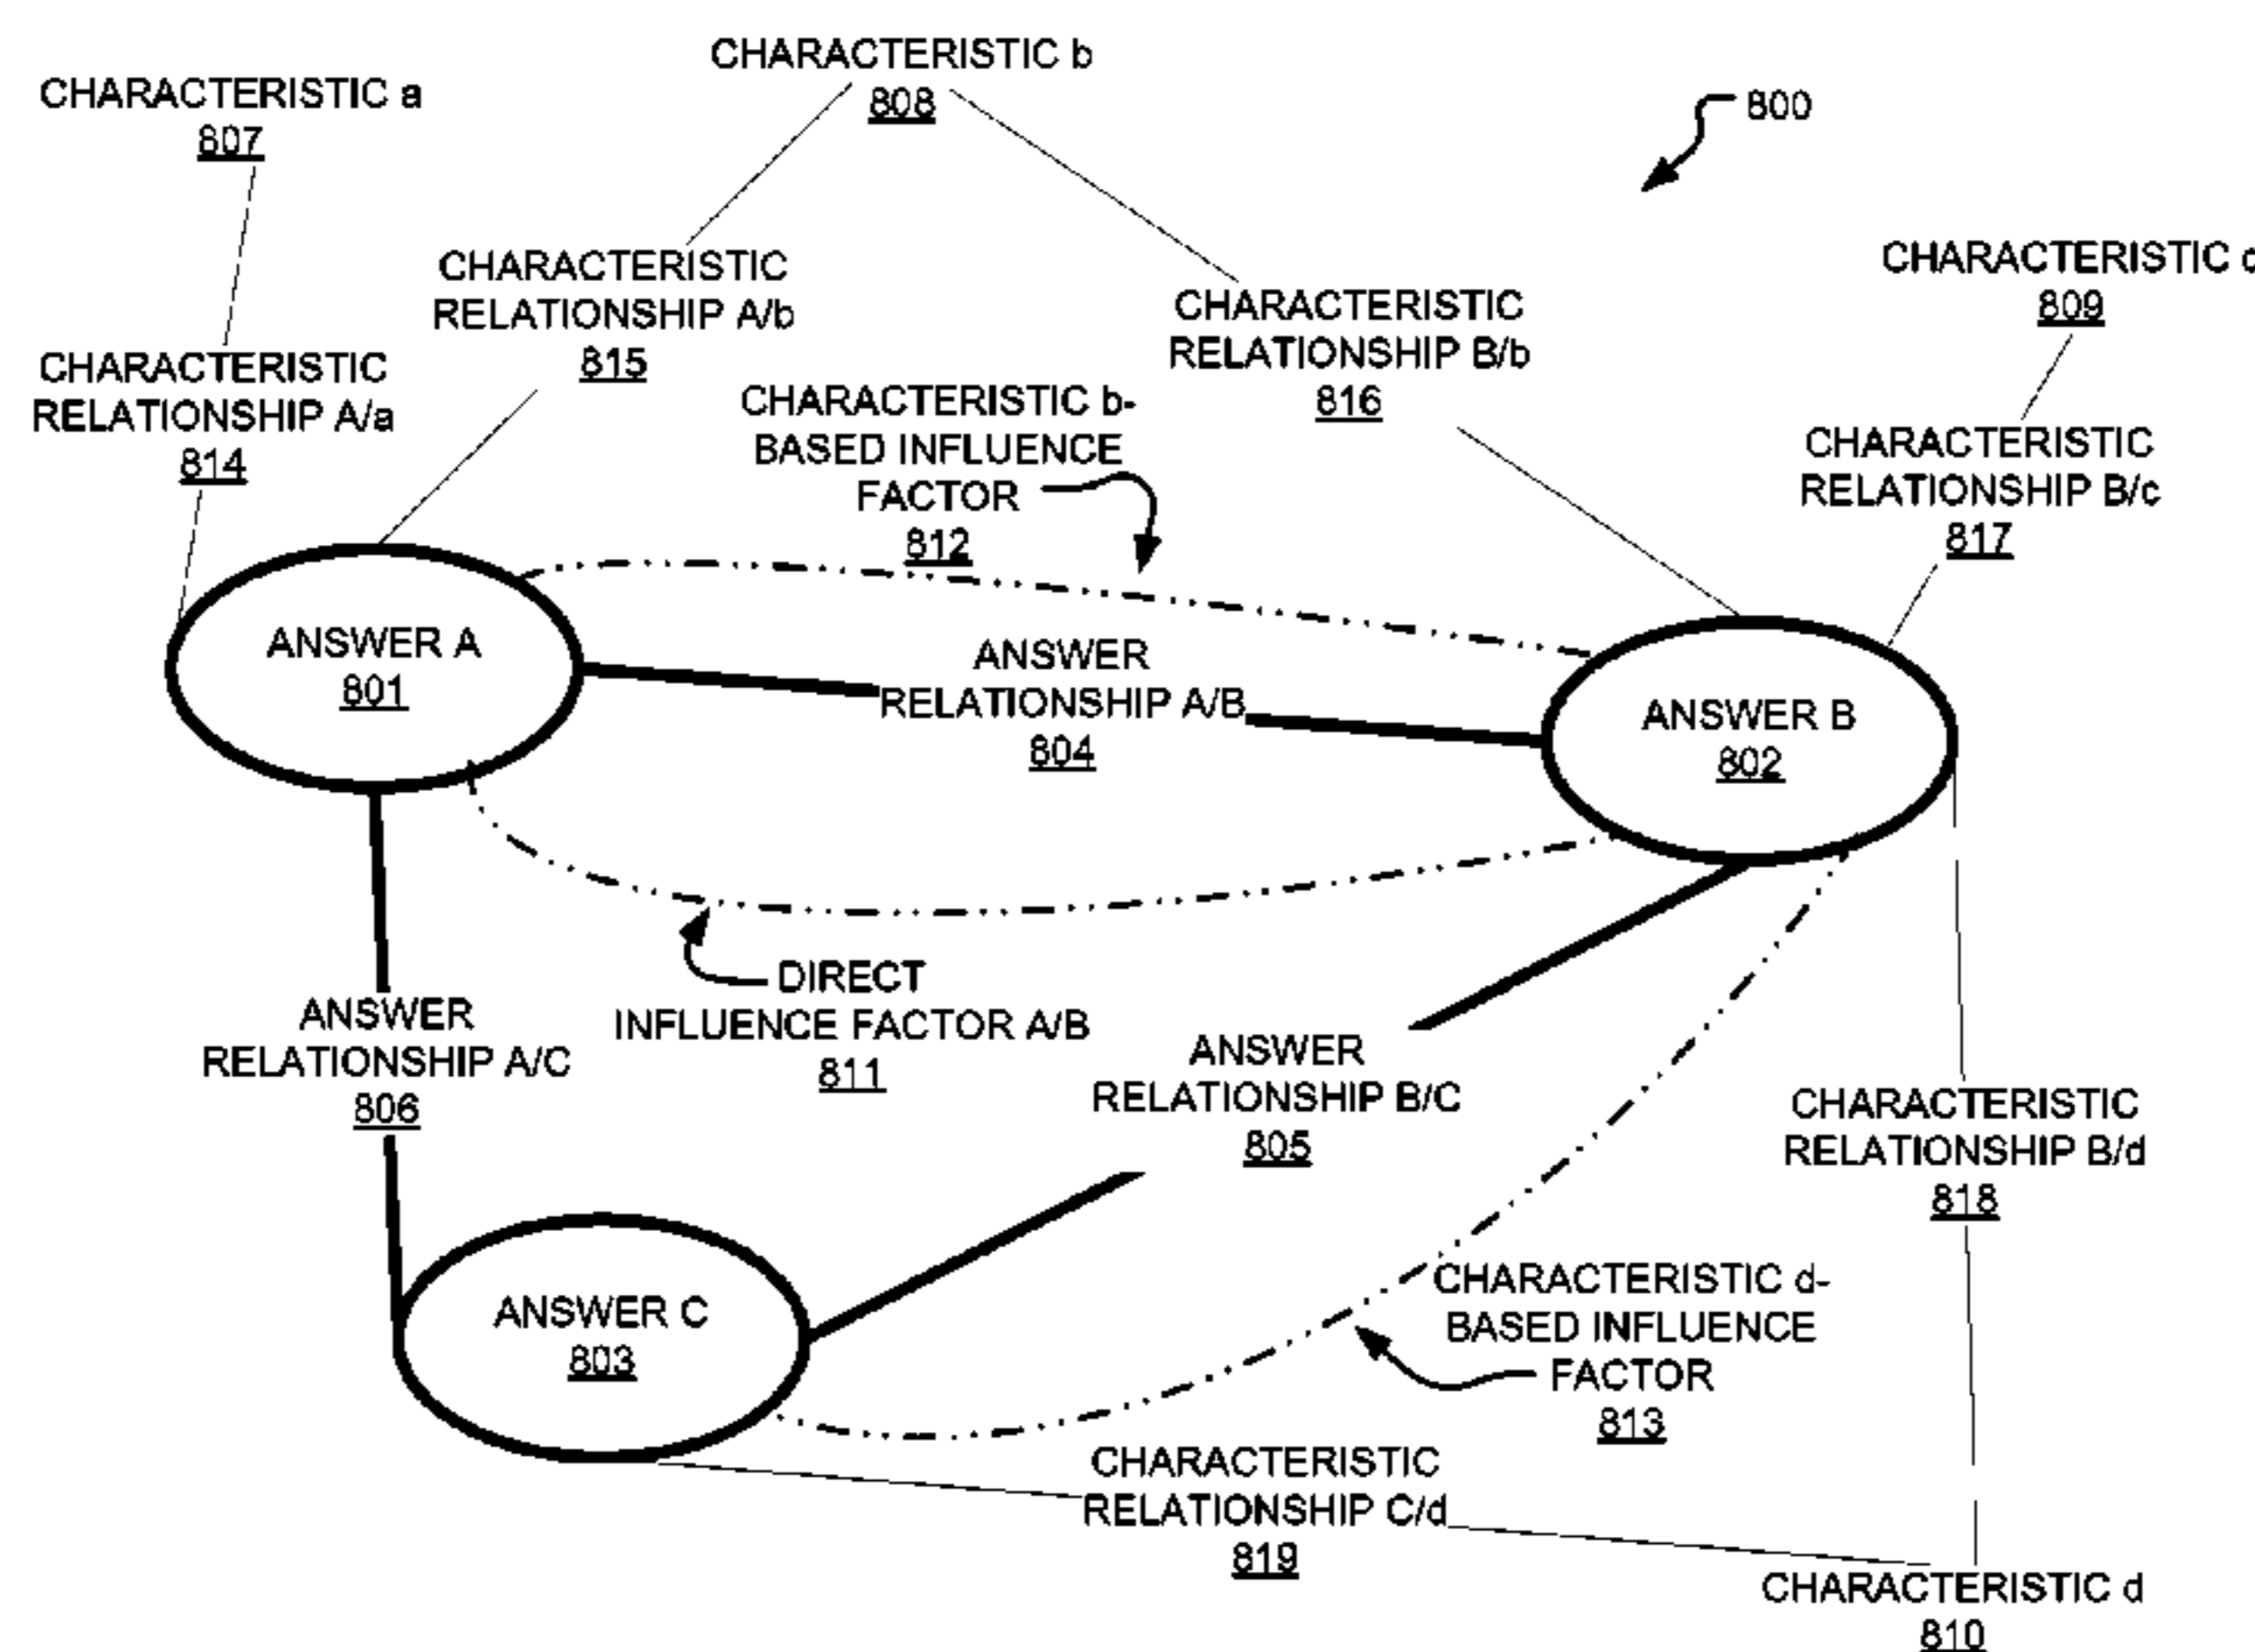 CHARACTERISTIC b
808
CHARACTERISTIC a
807
800
CHARACTERISTIC
RELATIONSHIP A/b
815
CHARACTERISTIC c
809
CHARACTERISTIC
RELATIONSHIP B/b
816
CHARACTERISTIC
RELATIONSHIP A/a
814
CHARACTERISTIC b-
BASED INFLUENCE
FACTOR
812
CHARACTERISTIC
RELATIONSHIP B/c
817
ANSWER A
801
ANSWER
RELATIONSHIP A/B
804
ANSWER B
802
DIRECT
INFLUENCE FACTOR A/B
811
ANSWER
RELATIONSHIP A/C
806
ANSWER
RELATIONSHIP B/C
805
CHARACTERISTIC
RELATIONSHIP B/d
818
ANSWER C
803
CHARACTERISTIC d-
BASED INFLUENCE
FACTOR
813
CHARACTERISTIC
RELATIONSHIP C/d
819
CHARACTERISTIC d
810